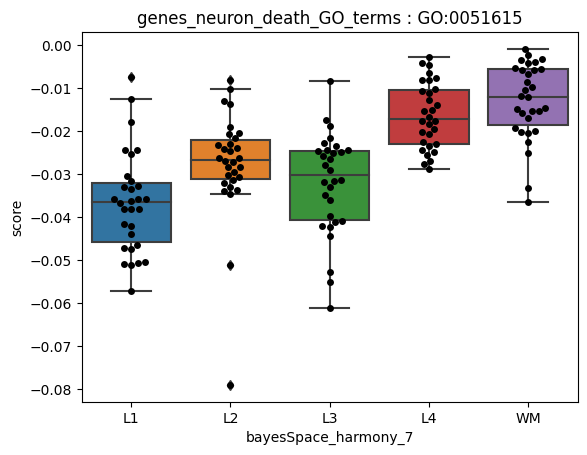 genes_neuron_death_GO_terms : GO:0051615
0.00
−0.01
−0.02
−0.03
−0.04
−0.05
−0.06
−0.07
−0.08
score
L1 L2 L3 L4 WM
bayesSpace_harmony_7